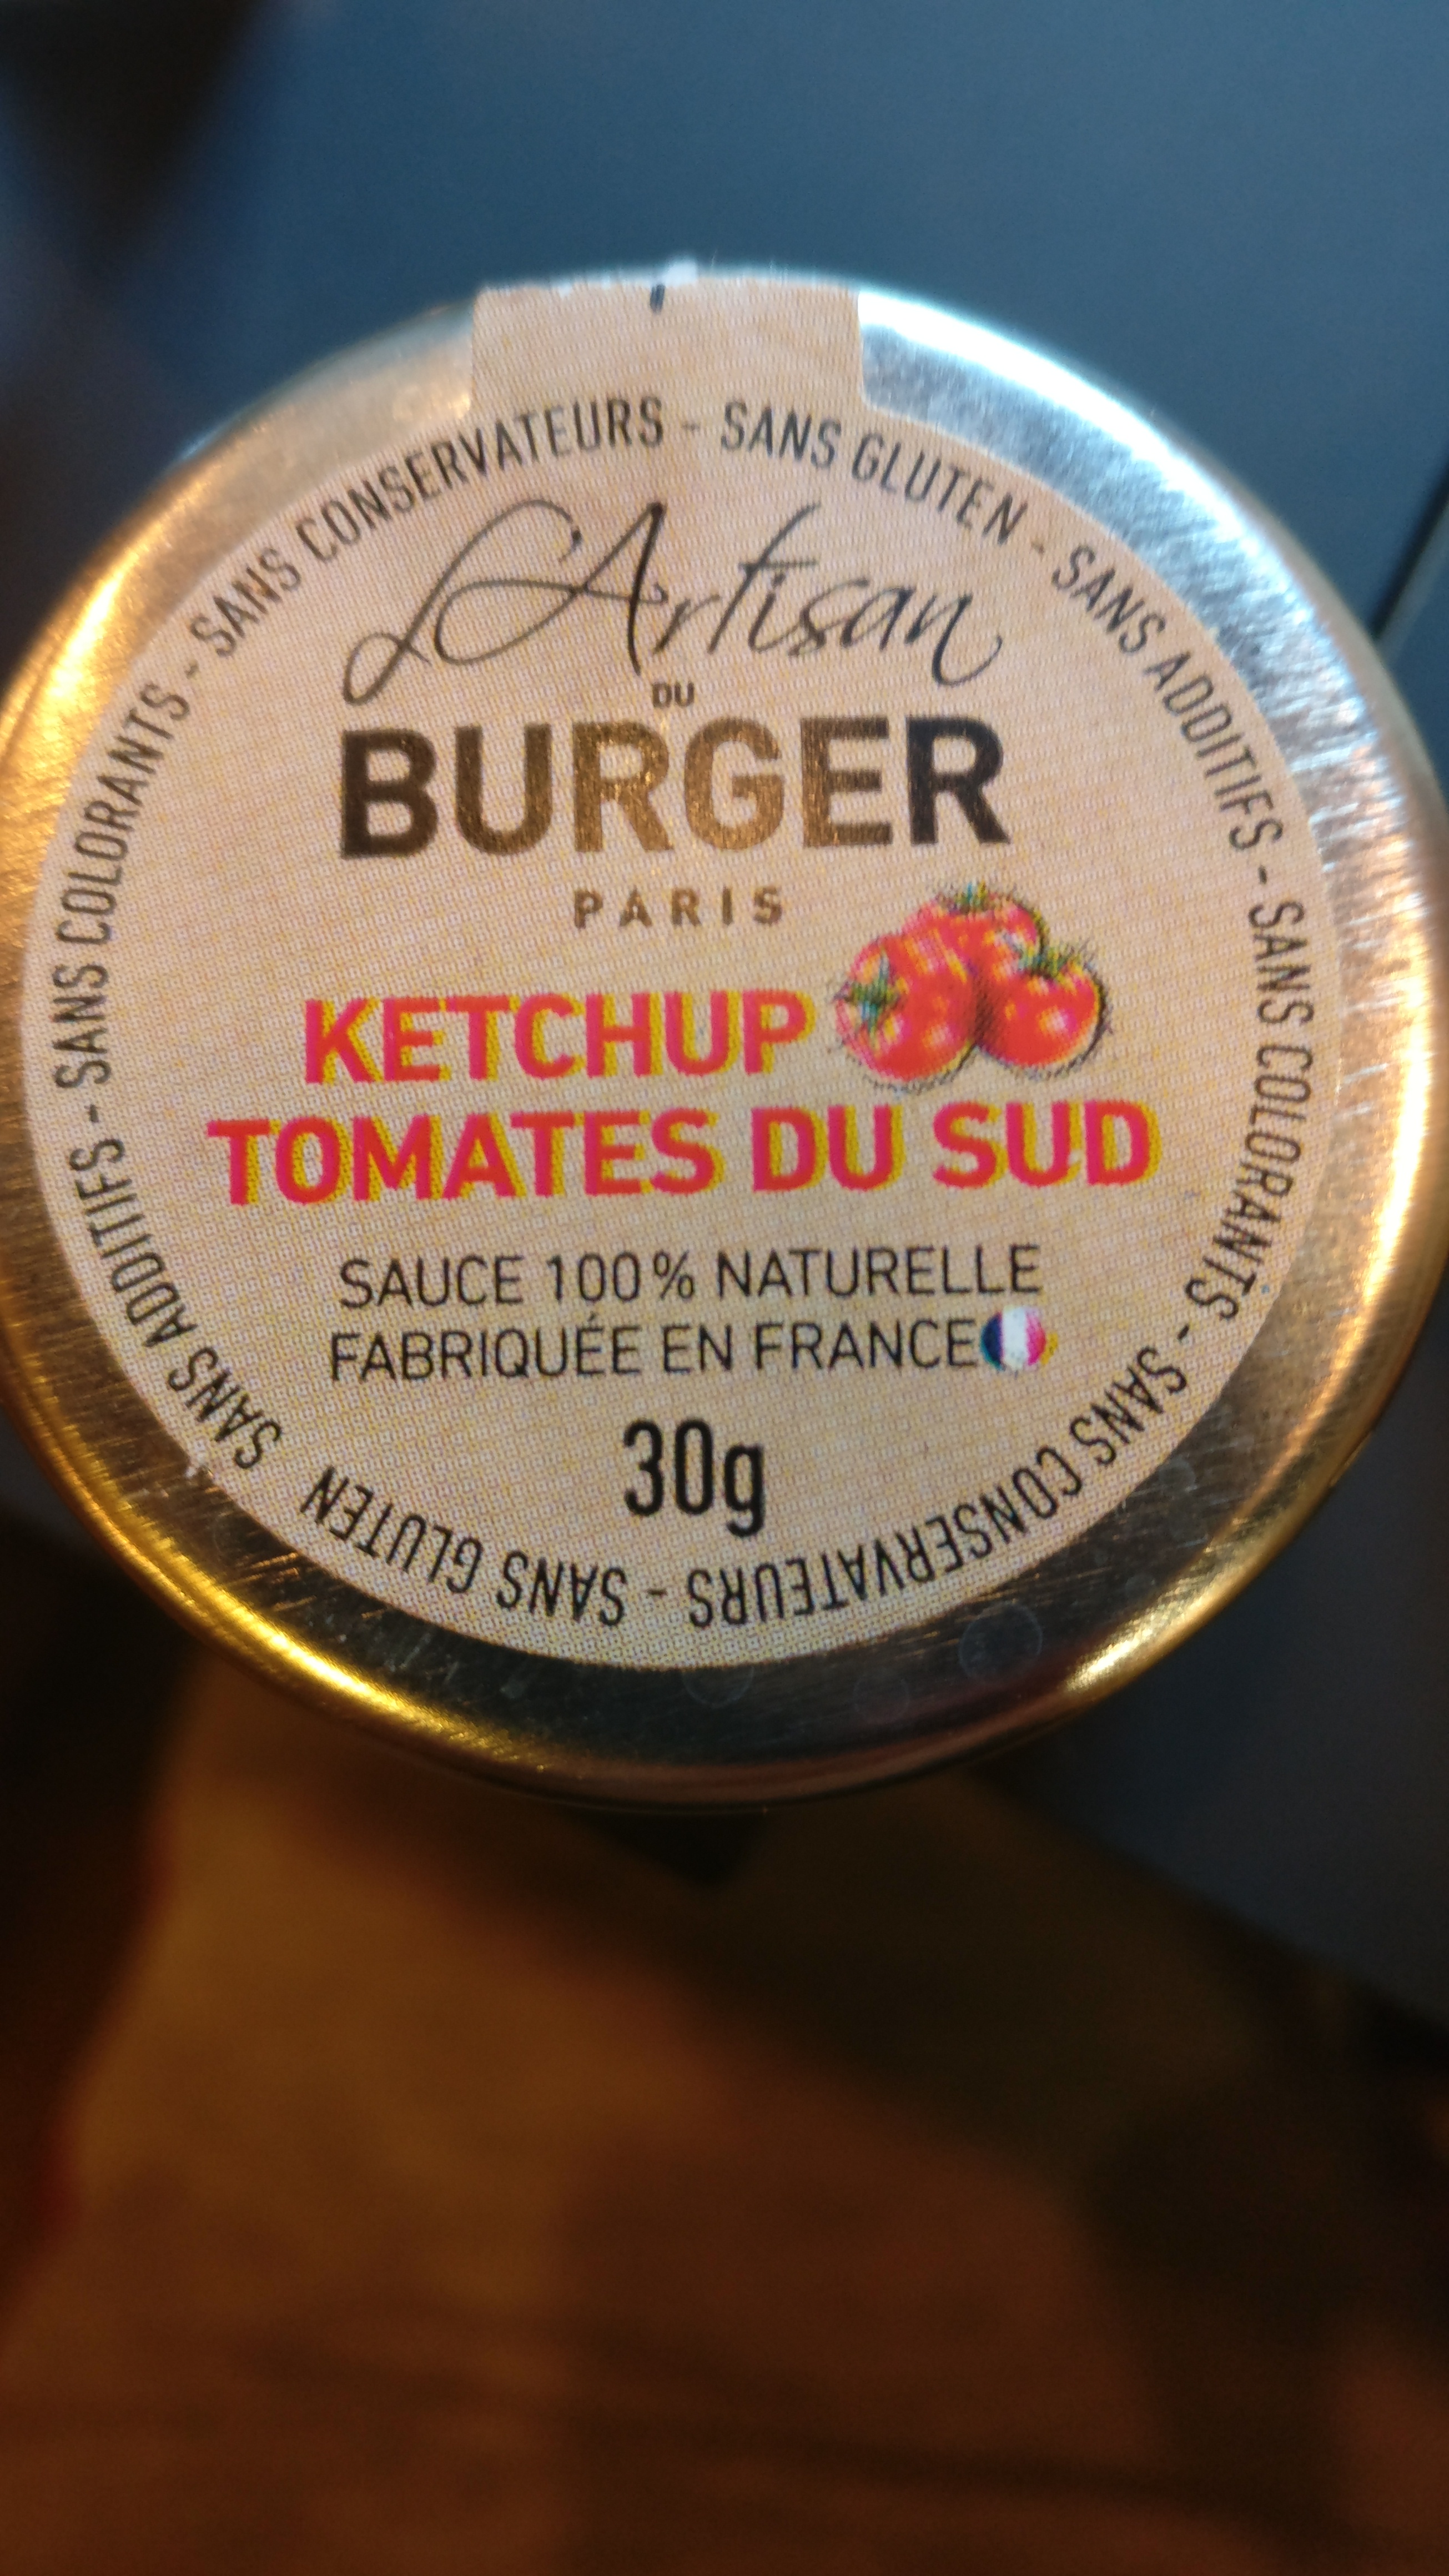 L'Artisan
DU
BURGER
PARIS
KETCHUP
TOMATES DU SUD
SAUCE 100% NATURELLE
FABRIQUÉE EN FRANCE
30g
SANS CONSERVATEURS - SANS GLUTEN - SANS ADDITIFS - SANS COLORANTS - SANS CONSERVATEURS - SANS GLUTEN SANS ADDITIFS - SANS COLORANTS -